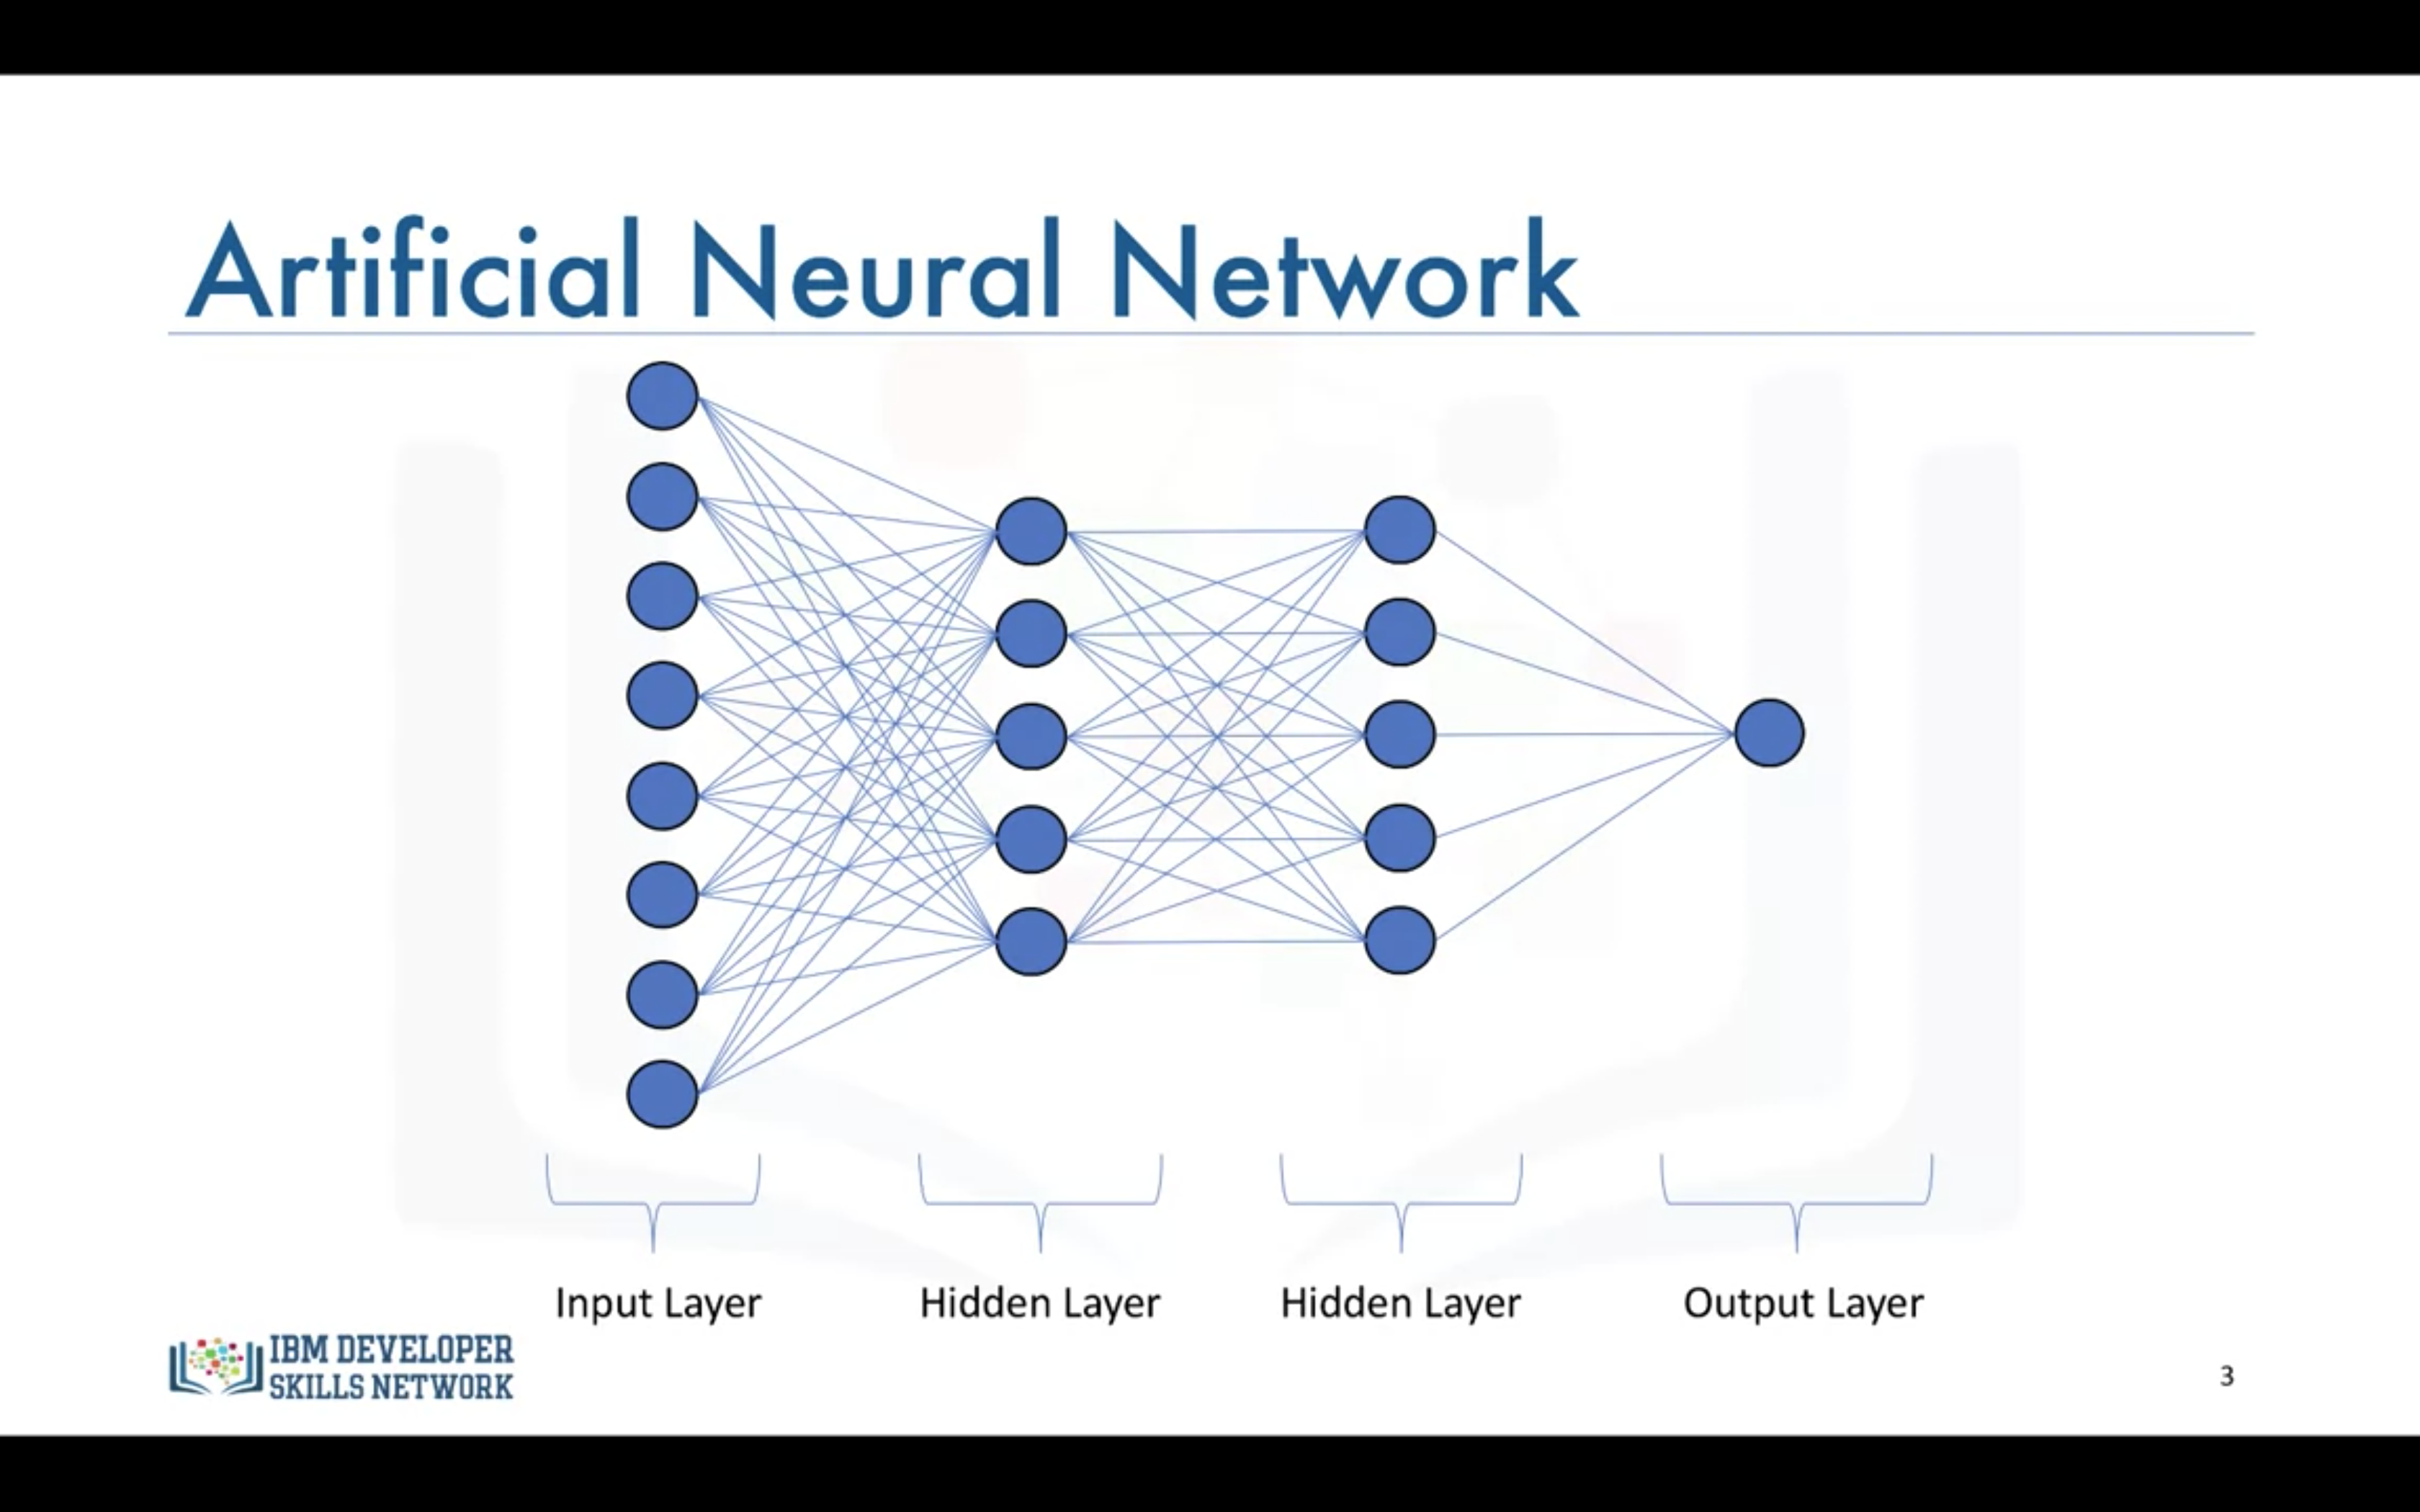 Artificial Neural Network
Input Layer
Hidden Layer
Hidden Layer
Output Layer
IBM DEVELOPER
SKILLS NETWORK
3